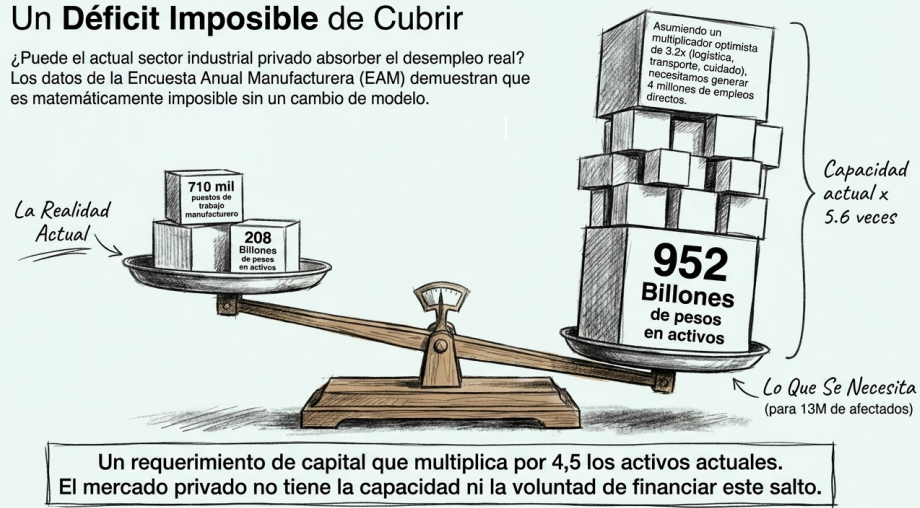 Un Déficit Imposible de Cubrir
¿Puede el actual sector industrial privado absorber el desempleo real?
Los datos de la Encuesta Anual Manufacturera (EAM) demuestran que
es matemáticamente imposible sin un cambio de modelo.
La Realidad
Actual
710 mil
puestos de
trabajo
manufacturero
208
Billones
de pesos
en activos
Asumiendo un
multiplicador optimista
de 3.2x (logística,
transporte, cuidado),
necesitamos generar
4 millones de empleos
directos.
952
Billones
de pesos
en activos
Capacidad
actual x
5.6 veces
Lo Que Se Necesita
(para 13M de afectados)
Un requerimiento de capital que multiplica por 4,5 los activos actuales.
El mercado privado no tiene la capacidad ni la voluntad de financiar este salto.